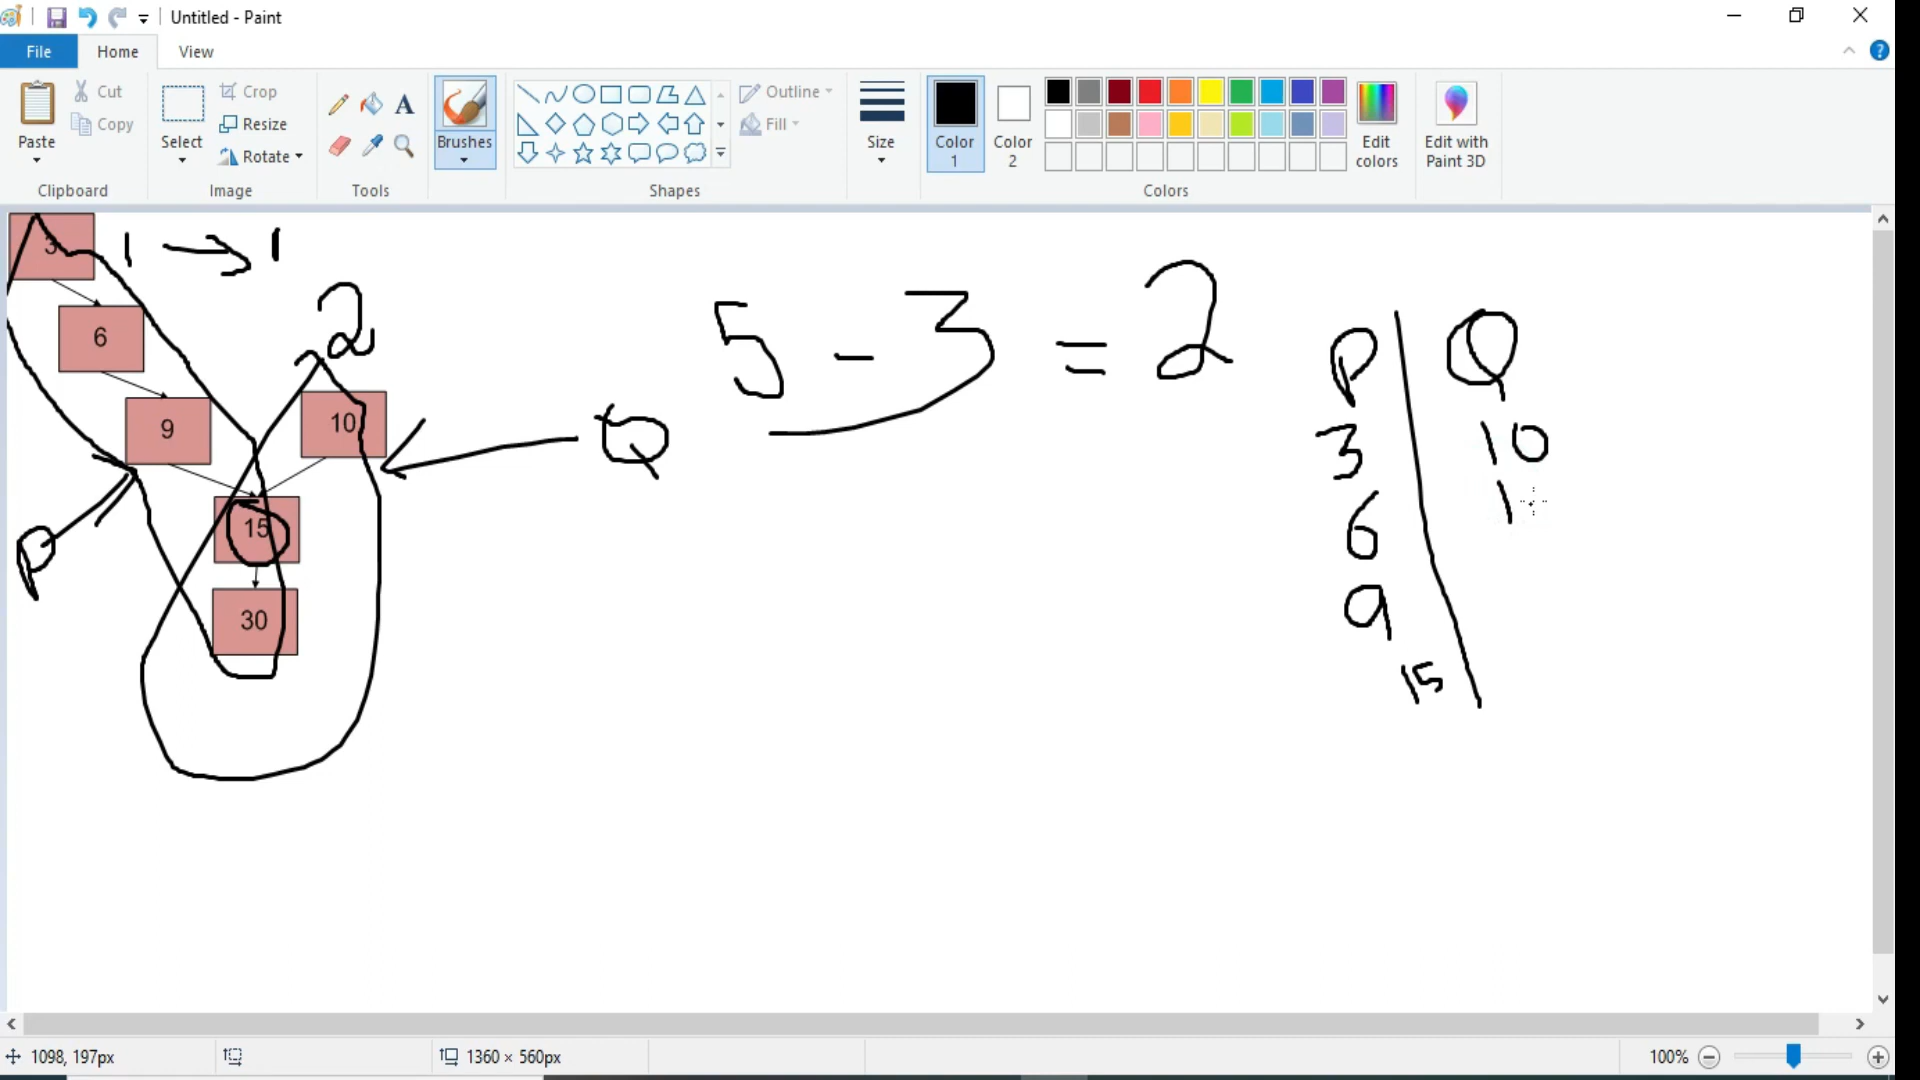 Untitled - Paint
File Home View
Paste
Cut
Copy
Clipboard
Select
Crop
Resize
Rotate
Image
A
Tools
Brushes
Shapes
Outline
Fill
Size
Color 1
Color 2
Edit colors
Edit with Paint 3D
Colors
3 1 → 1
6
2
9
10
15
30
P
Q
5 - 3 = 2
P Q
3 10
6 1
9
15
1098, 197px
1360 × 560px
100%